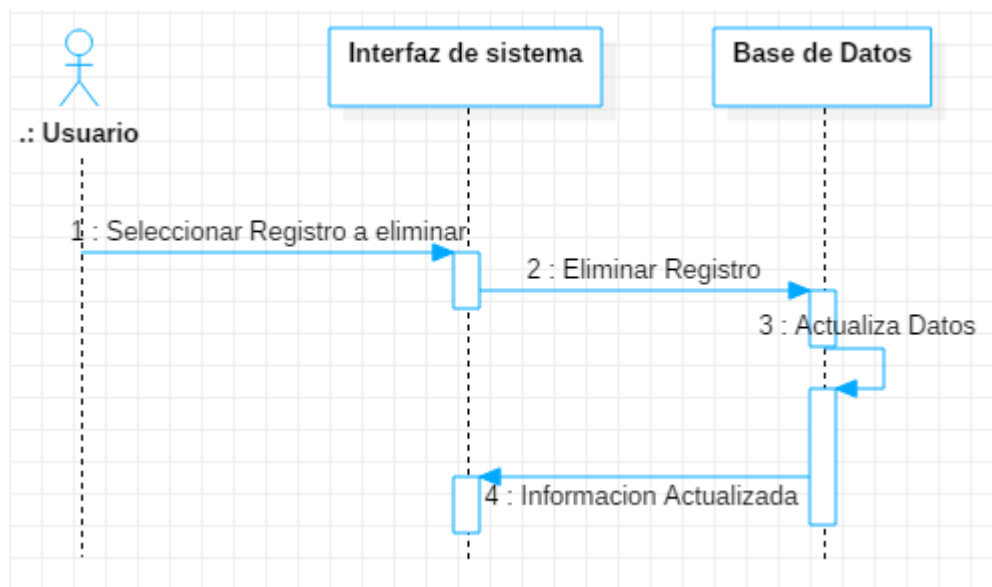 Interfaz de sistema
Base de Datos
.: Usuario
1 : Seleccionar Registro a eliminar
2 : Eliminar Registro
3 : Actualiza Datos
4 : Informacion Actualizada